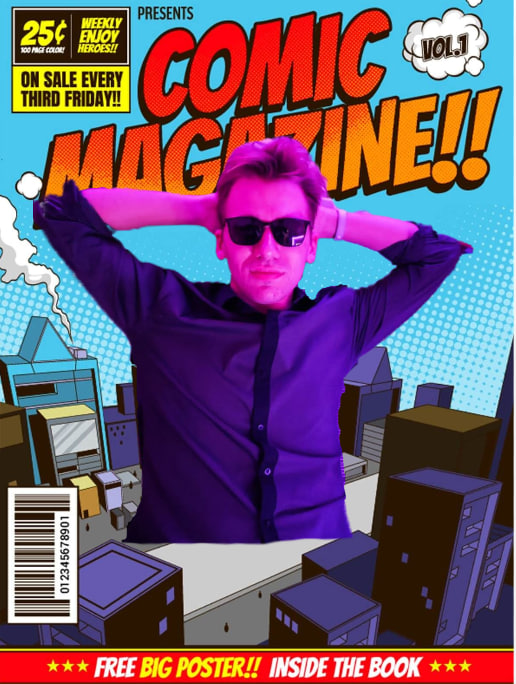 25¢
100 PAGE COLOR!
WEEKLY
ENJOY
HEROES!!
PRESENTS
ON SALE EVERY
THIRD FRIDAY!!
COMIC
MAGAZINE!!
VOL.1
012345678901
FREE BIG POSTER!! INSIDE THE BOOK